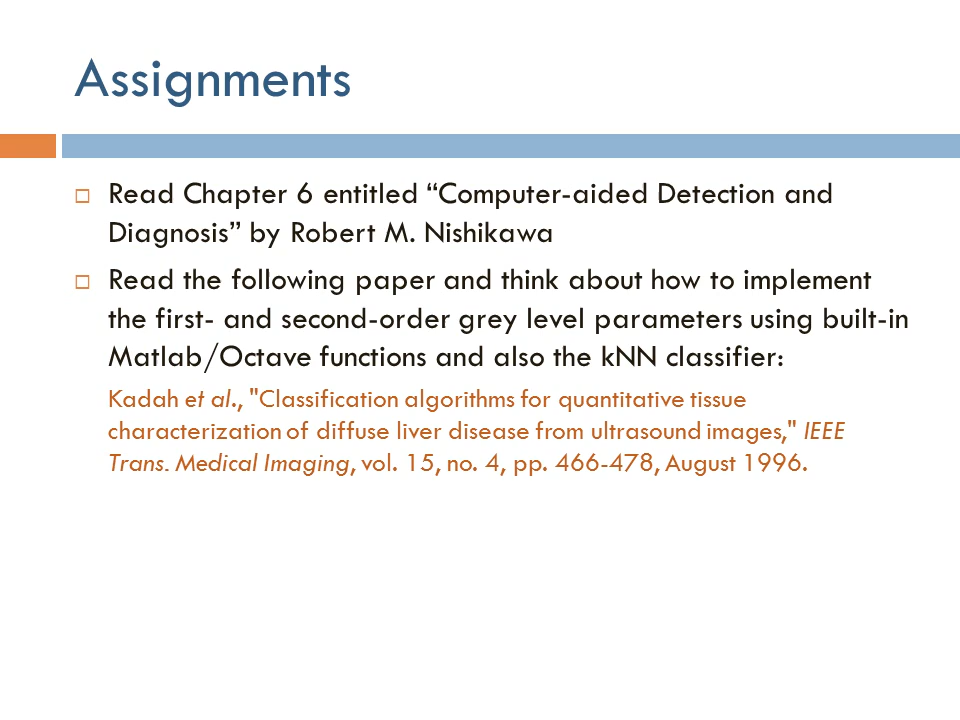 Assignments
Read Chapter 6 entitled “Computer-aided Detection and
Diagnosis” by Robert M. Nishikawa
Read the following paper and think about how to implement
the first- and second-order grey level parameters using built-in
Matlab/Octave functions and also the kNN classifier:
Kadah et al., "Classification algorithms for quantitative tissue
characterization of diffuse liver disease from ultrasound images," IEEE
Trans. Medical Imaging, vol. 15, no. 4, pp. 466-478, August 1996.